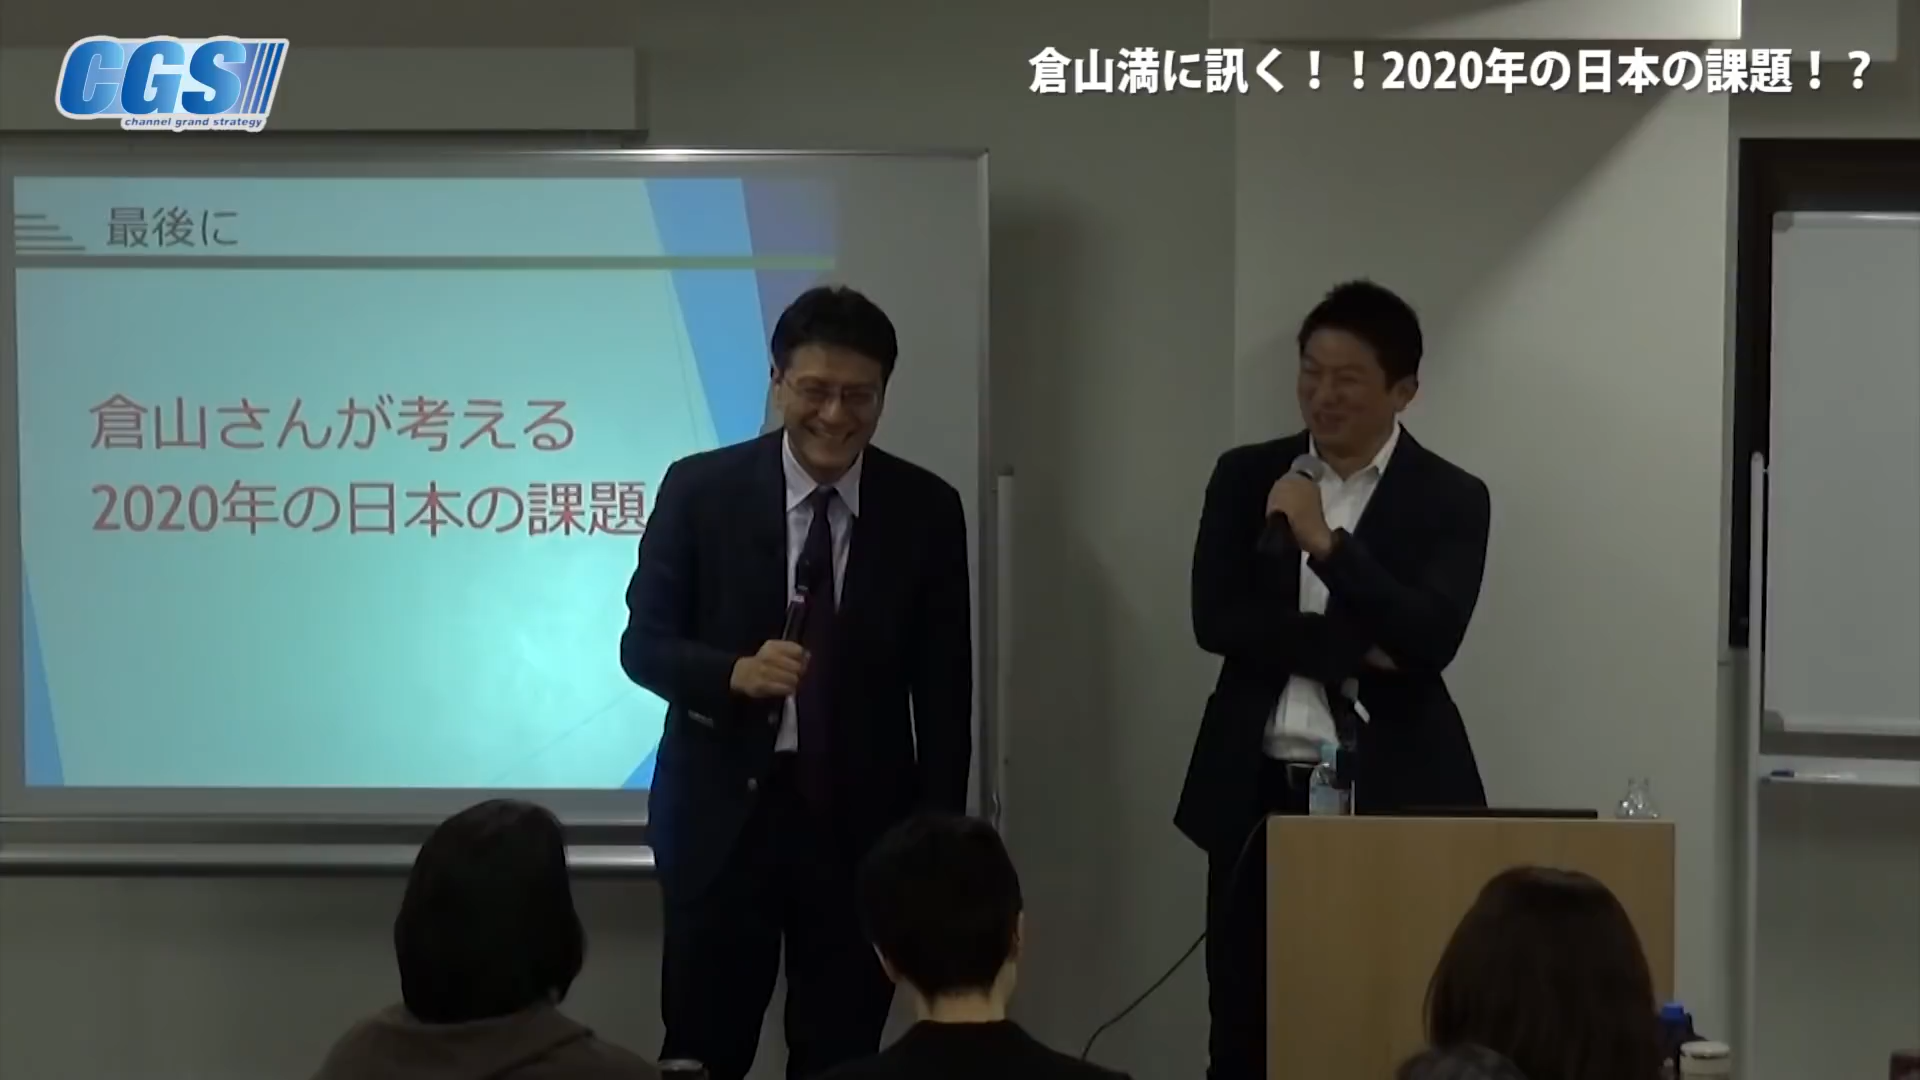 CGS
channel grand strategy
倉山満に訊く！！2020年の日本の課題！？
最後に
倉山さんが考える
2020年の日本の課題